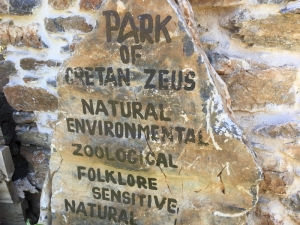 PARK
OF
CRETAN ZEUS
NATURAL
ENVIRONMENTAL
ZOOLOGICAL
FOLKLORE
SENSITIVE
NATURAL